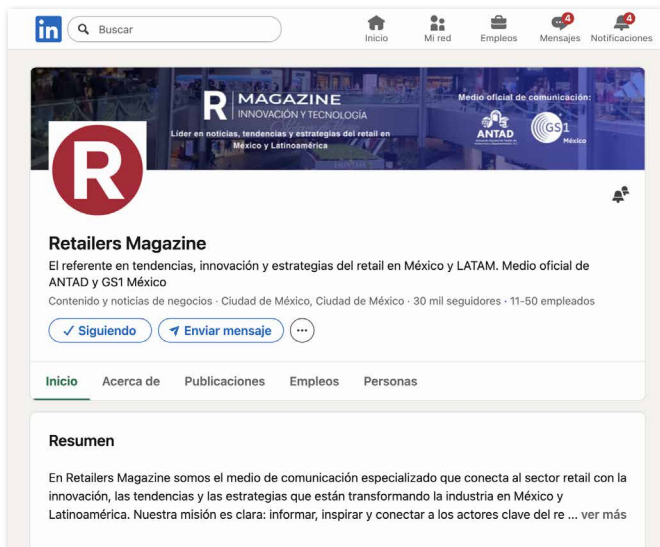 in
Buscar
Inicio
Mi red
Empleos
4
Mensajes
4
Notificaciones
R MAGAZINE
INNOVACIÓN Y TECNOLOGÍA
Líder en noticias, tendencias y estrategias del retail en
México y Latinoamérica
Medio oficial de comunicación:
ANTAD
GS1
México
R
Retailers Magazine
El referente en tendencias, innovación y estrategias del retail en México y LATAM. Medio oficial de
ANTAD y GS1 México
Contenido y noticias de negocios · Ciudad de México, Ciudad de México · 30 mil seguidores · 11-50 empleados
Siguiendo
Enviar mensaje
Inicio
Acerca de
Publicaciones
Empleos
Personas
Resumen
En Retailers Magazine somos el medio de comunicación especializado que conecta al sector retail con la
innovación, las tendencias y las estrategias que están transformando la industria en México y
Latinoamérica. Nuestra misión es clara: informar, inspirar y conectar a los actores clave del re ... ver más